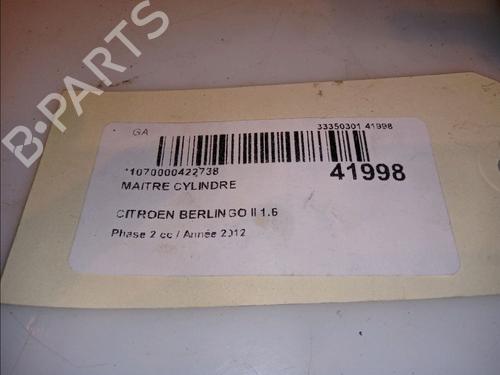 B-PARTS
GA
33350301 41998
*1070000422738
41998
MAITRE CYLINDRE
CITROEN BERLINGO II 1.6
Phase 2 cc / Année 2012